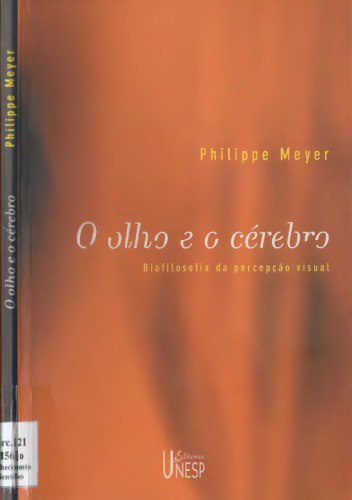 Philippe Meyer
O olho e o cérebro
Philippe Meyer
O olho e o cérebro
Biofilosofia da percepção visual
Editora
UNESP